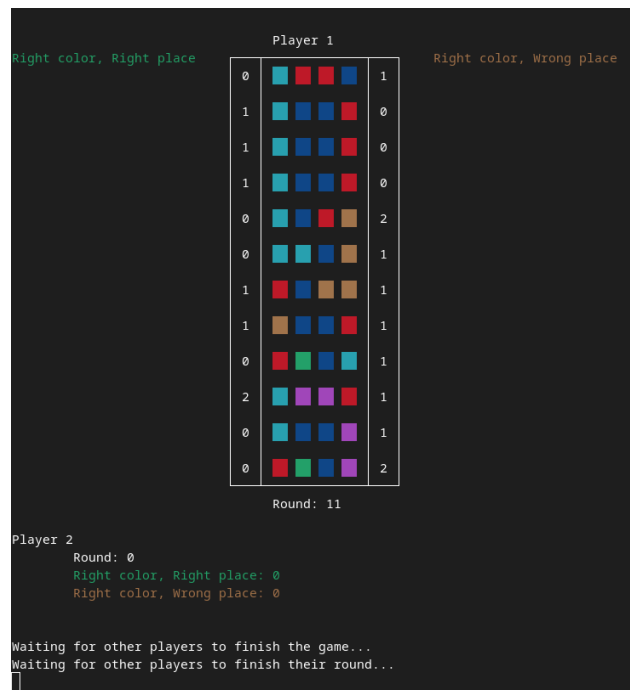 Player 1
Right color, Right place
Right color, Wrong place
0 1
1 0
1 0
1 0
0 2
0 1
1 1
1 1
0 1
2 1
0 1
0 2
Round: 11
Player 2
Round: 0
Right color, Right place: 0
Right color, Wrong place: 0
Waiting for other players to finish the game...
Waiting for other players to finish their round...